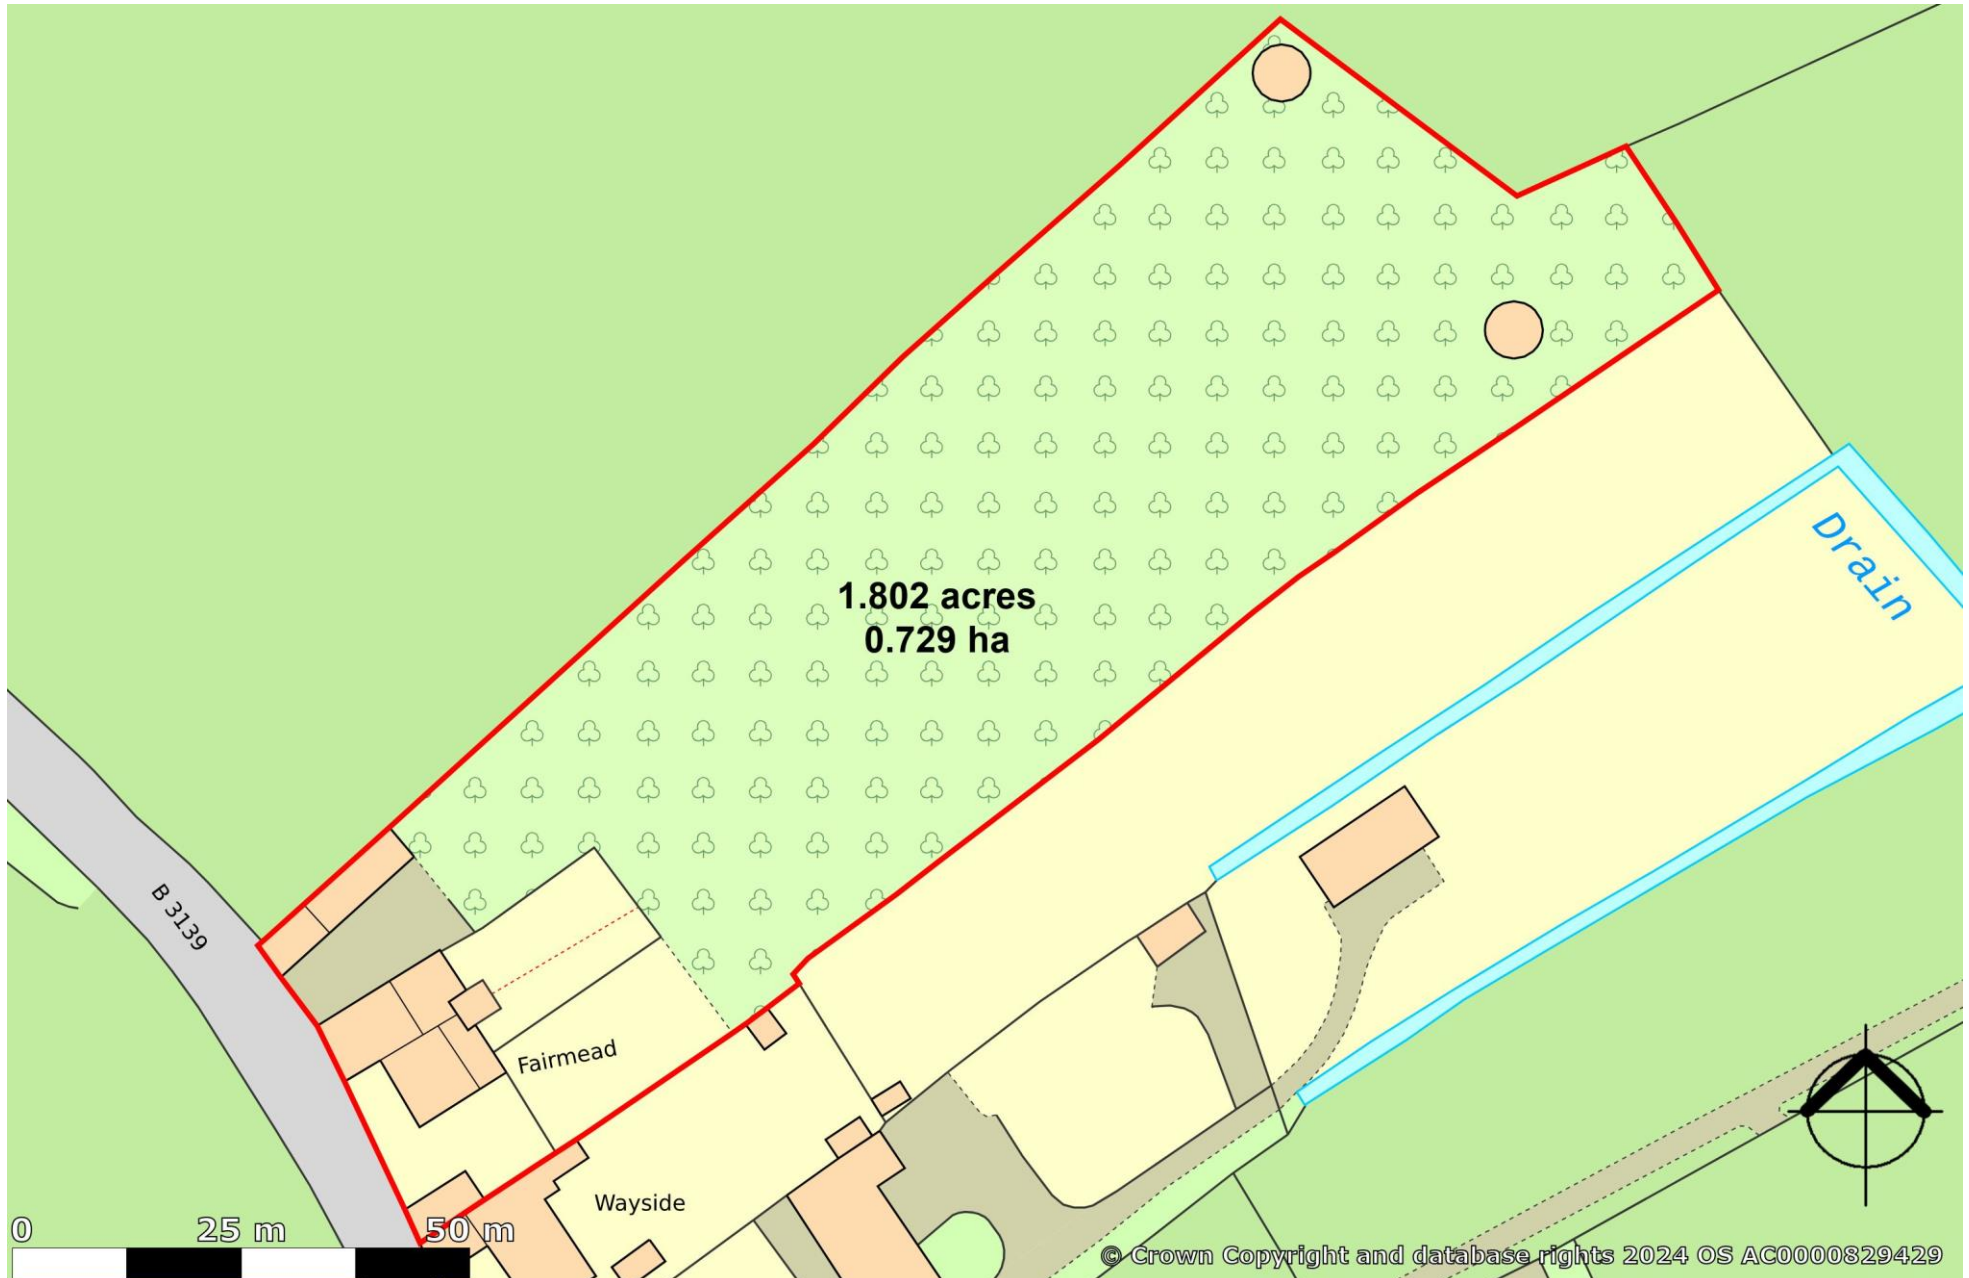 Drain
1.802 acres
0.729 ha
B 3139
Fairmead
Wayside
0 25 m 50 m
© Crown Copyright and database rights 2024 OS AC0000829429